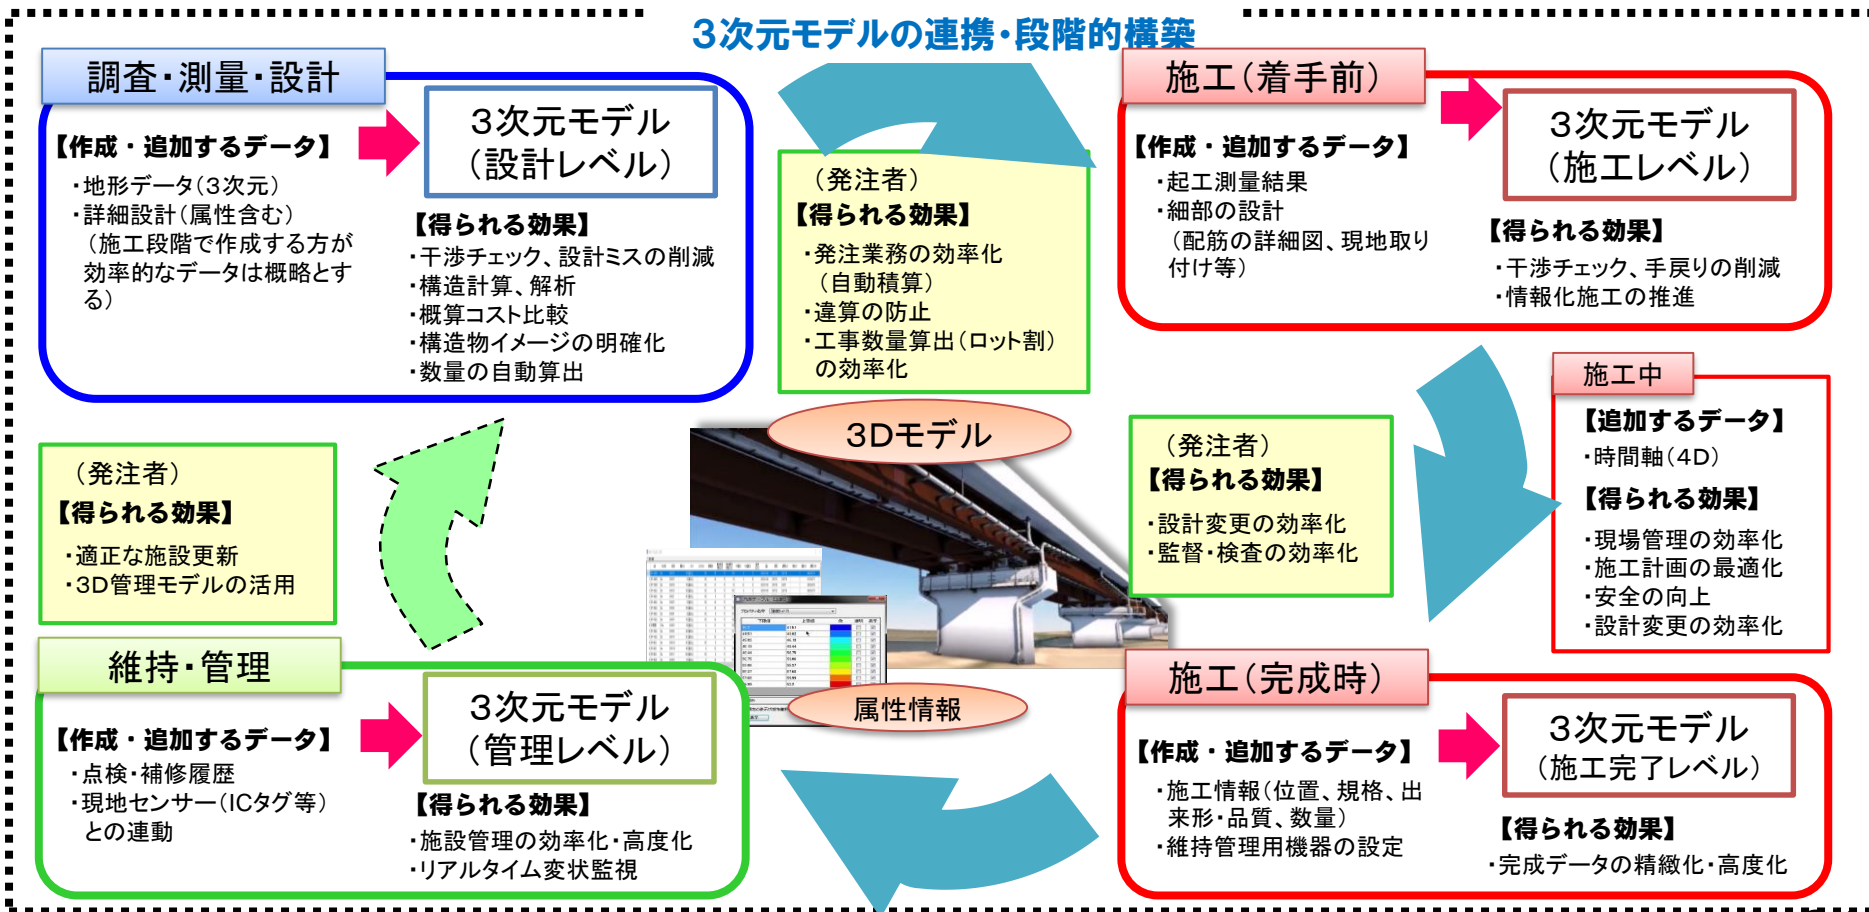 3次元モデルの連携・段階的構築
調査・測量・設計
【作成・追加するデータ】
・地形データ(3次元)
・詳細設計(属性含む)
(施工段階で作成する方が
効率的なデータは概略とす
る)
3次元モデル
(設計レベル)
【得られる効果】
・干渉チェック、設計ミスの削減
・構造計算、解析
・概算コスト比較
・構造物イメージの明確化
・数量の自動算出
(発注者)
【得られる効果】
・発注業務の効率化
(自動積算)
・違算の防止
・工事数量算出(ロット割)
の効率化
施工(着手前)
【作成・追加するデータ】
・起工測量結果
・細部の設計
(配筋の詳細図、現地取り
付け等)
3次元モデル
(施工レベル)
【得られる効果】
・干渉チェック、手戻りの削減
・情報化施工の推進
施工中
【追加するデータ】
・時間軸(4D)
【得られる効果】
・現場管理の効率化
・施工計画の最適化
・安全の向上
・設計変更の効率化
(発注者)
【得られる効果】
・設計変更の効率化
・監督・検査の効率化
3Dモデル
属性情報
(発注者)
【得られる効果】
・適正な施設更新
・3D管理モデルの活用
維持・管理
【作成・追加するデータ】
・点検・補修履歴
・現地センサー(ICタグ等)
との連動
3次元モデル
(管理レベル)
【得られる効果】
・施設管理の効率化・高度化
・リアルタイム変状監視
施工(完成時)
【作成・追加するデータ】
・施工情報(位置、規格、出
来形・品質、数量)
・維持管理用機器の設定
3次元モデル
(施工完了レベル)
【得られる効果】
・完成データの精緻化・高度化